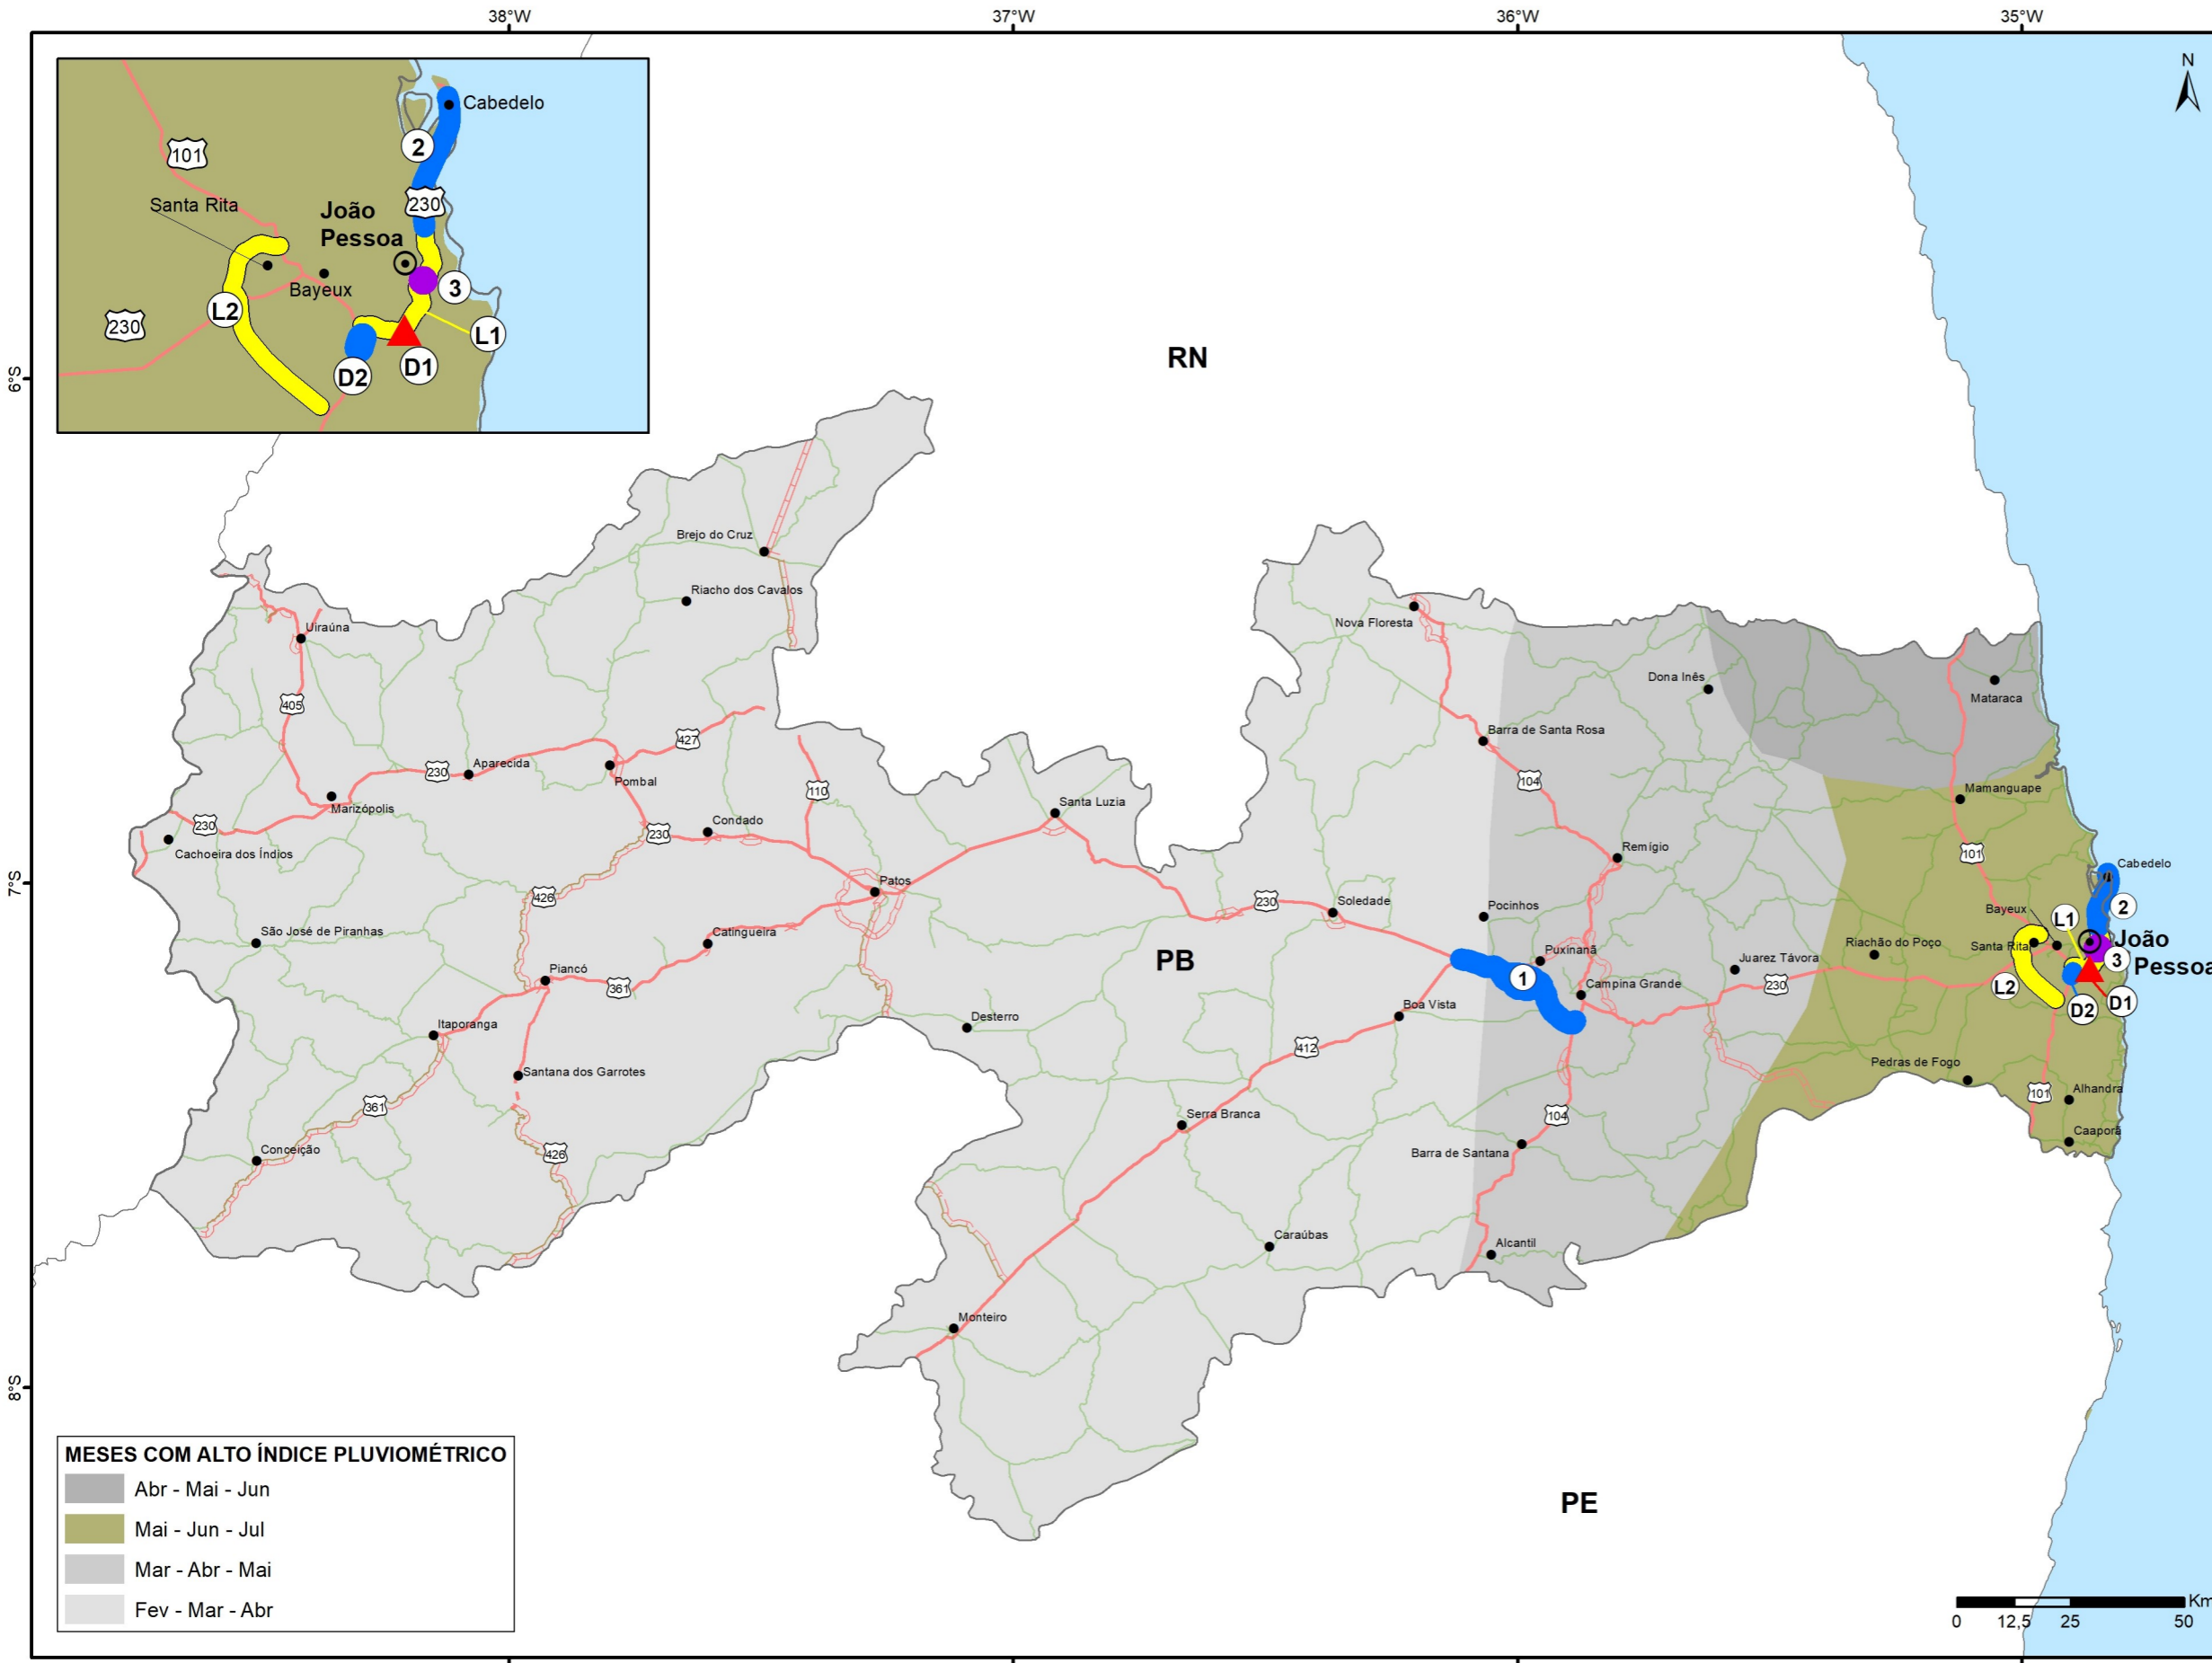 38°W
37°W
36°W
35°W
N
6°S
7°S
8°S
Cabedelo
2
101
230
Santa Rita
João
Pessoa
3
Bayeux
L2
230
L1
D1
D2
RN
Brejo do Cruz
Riacho dos Cavalos
Uiraúna
Nova Floresta
Dona Inês
Mataraca
405
Barra de Santa Rosa
427
230
Aparecida
Pombal
104
110
Mamanguape
Marizópolis
Santa Luzia
230
Condado
230
Remígio
101
Cachoeira dos Índios
Cabedelo
Patos
426
230
Soledade
Pocinhos
Bayeux
L1
2
São José de Piranhas
Catingueira
Riachão do Poço
Santa Rita
João
Pessoa
3
PB
Puxinanã
Juarez Távora
Piancó
361
1
Campina Grande
230
L2
D2
D1
Boa Vista
Itaporanga
Desterro
412
Pedras de Fogo
Santana dos Garrotes
Alhandra
101
361
Serra Branca
104
Caaporã
Conceição
426
Barra de Santana
Caraúbas
Alcantil
Monteiro
PE
MESES COM ALTO ÍNDICE PLUVIOMÉTRICO
Abr - Mai - Jun
Mai - Jun - Jul
Mar - Abr - Mai
Fev - Mar - Abr
Km
0 12,5 25 50